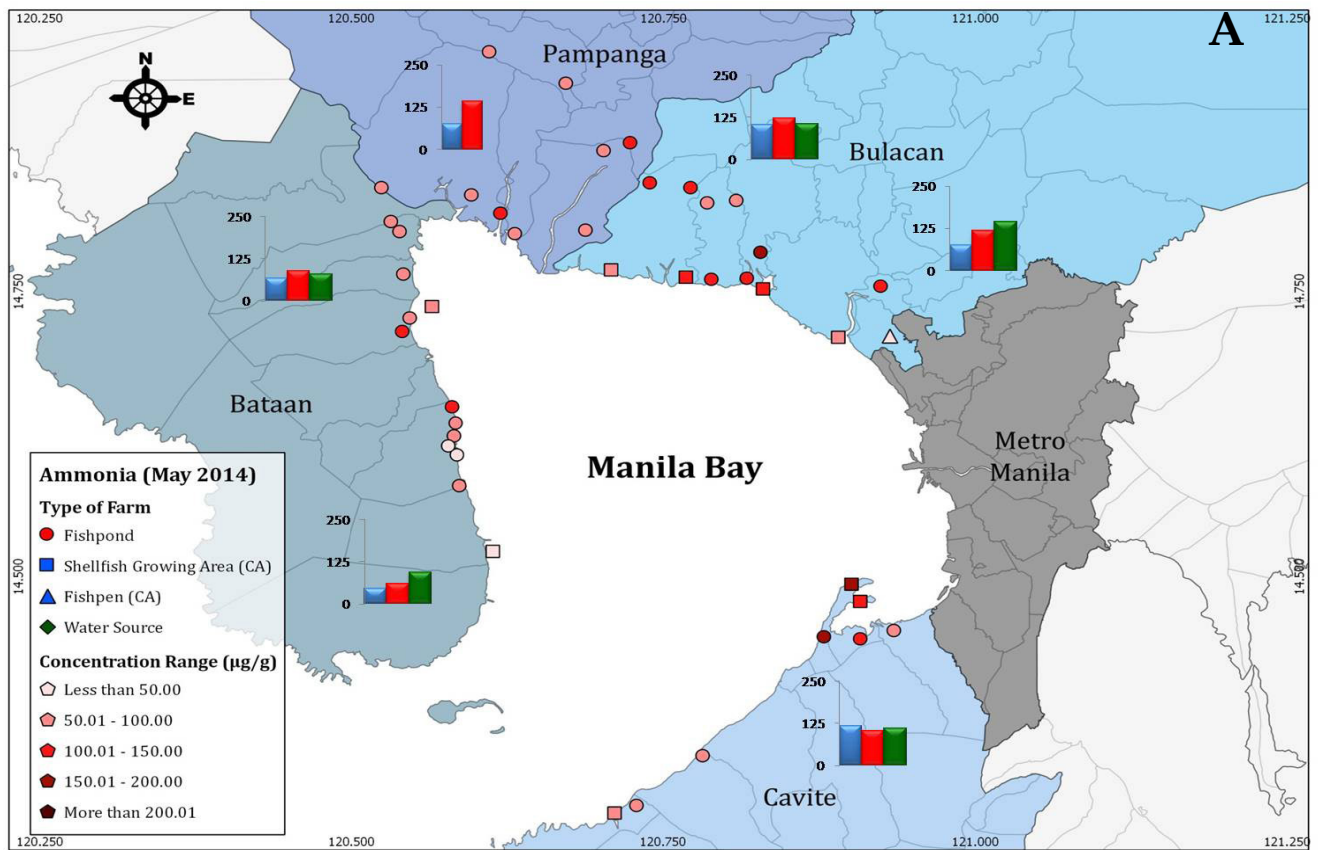 120.250
120.500
120.750
121.000
121.250
A
N
E
Pampanga
250
125
0
250
125
0
Bulacan
250
125
0
250
125
0
14.750
14.750
Bataan
Manila Bay
Metro
Manila
Ammonia (May 2014)
Type of Farm
Fishpond
Shellfish Growing Area (CA)
Fishpen (CA)
Water Source
Concentration Range (µg/g)
Less than 50.00
50.01 - 100.00
100.01 - 150.00
150.01 - 200.00
More than 200.01
250
125
0
14.500
14.500
250
125
0
Cavite
120.250
120.500
120.750
121.000
121.250